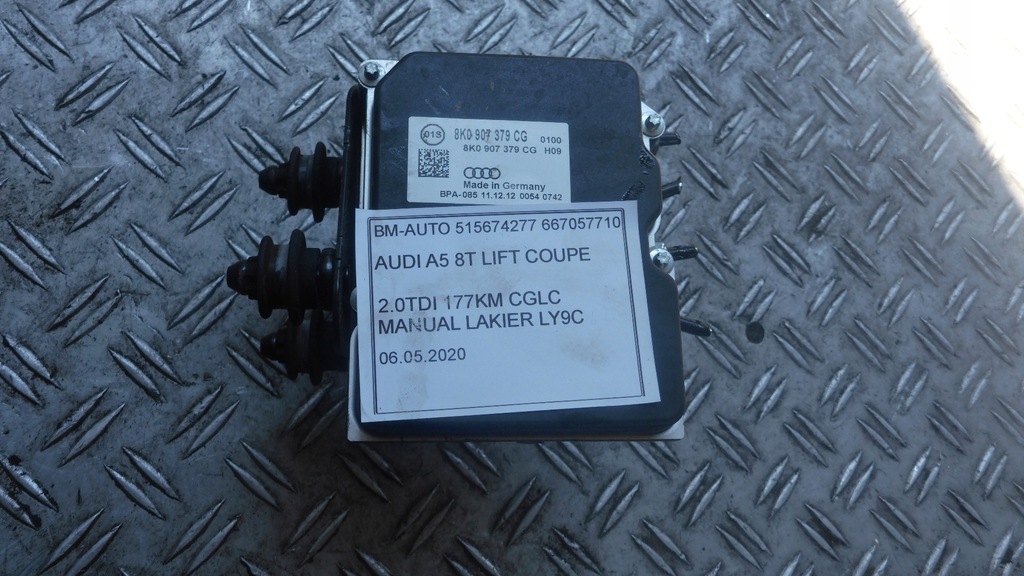 013 8K0 907 379 CG 0100
8K0 907 379 CG H09
Made in Germany
BPA-085 11.12.12 0054 0742
BM-AUTO 515674277 667057710
AUDI A5 8T LIFT COUPE
2.0TDI 177KM CGLC
MANUAL LAKIER LY9C
06.05.2020